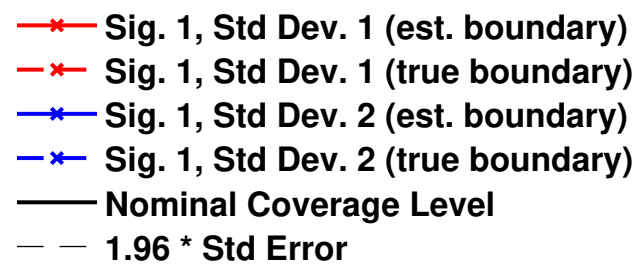 Sig. 1, Std Dev. 1 (est. boundary)
Sig. 1, Std Dev. 1 (true boundary)
Sig. 1, Std Dev. 2 (est. boundary)
Sig. 1, Std Dev. 2 (true boundary)
Nominal Coverage Level
1.96 * Std Error